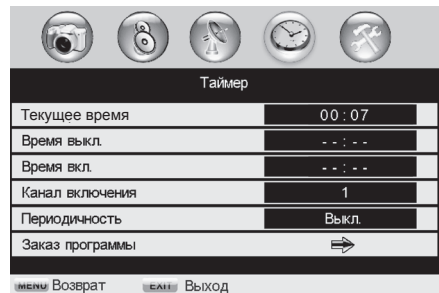 Таймер
Текущее время 00:07
Время выкл. --:--
Время вкл. --:--
Канал включения 1
Периодичность Выкл.
Заказ программы
MENU Возврат EXIT Выход